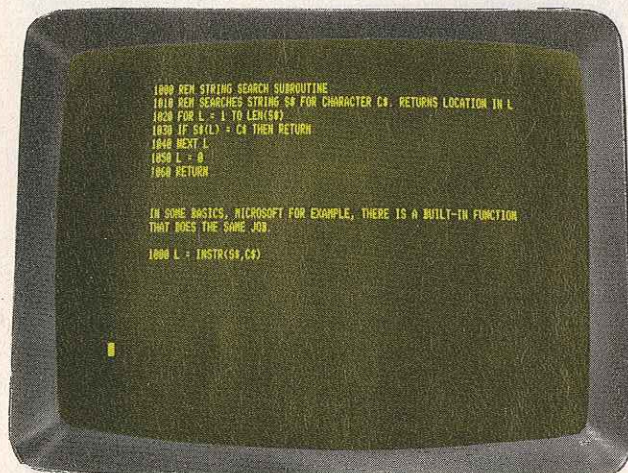 1000 REM STRING SEARCH SUBROUTINE
1010 REM SEARCHES STRING S$ FOR CHARACTER C$. RETURNS LOCATION IN L
1020 FOR L = 1 TO LEN(S$)
1030 IF S$(L) = C$ THEN RETURN
1040 NEXT L
1050 L = 0
1060 RETURN
IN SOME BASICS, MICROSOFT FOR EXAMPLE, THERE IS A BUILT-IN FUNCTION
THAT DOES THE SAME JOB.
1000 L = INSTR(S$,C$)